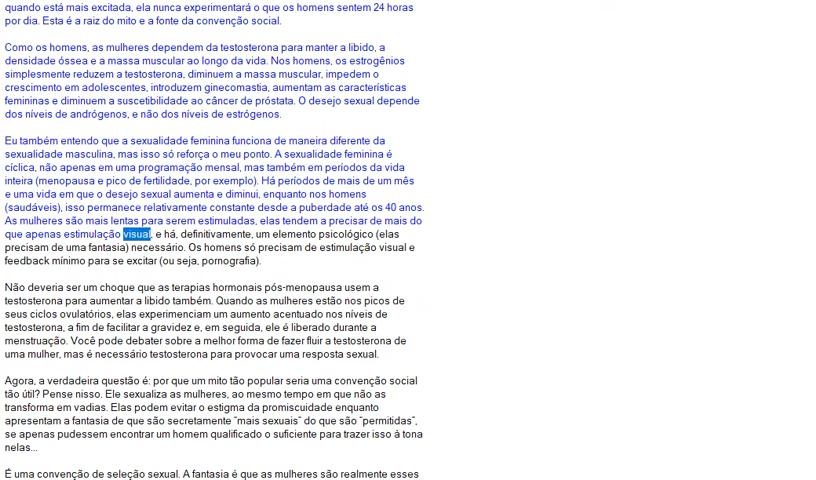 quando está mais excitada, ela nunca experimentará o que os homens sentem 24 horas
por dia. Esta é a raiz do mito e a fonte da convenção social.
Como os homens, as mulheres dependem da testosterona para manter a libido, a
densidade óssea e a massa muscular ao longo da vida. Nos homens, os estrogênios
simplesmente reduzem a testosterona, diminuem a massa muscular, impedem o
crescimento em adolescentes, introduzem ginecomastia, aumentam as características
femininas e diminuem a suscetibilidade ao câncer de próstata. O desejo sexual depende
dos níveis de andrógenos, e não dos níveis de estrógenos.
Eu também entendo que a sexualidade feminina funciona de maneira diferente da
sexualidade masculina, mas isso só reforça o meu ponto. A sexualidade feminina é
cíclica, não apenas em uma programação mensal, mas também em períodos da vida
inteira (menopausa e pico de fertilidade, por exemplo). Há períodos de mais de um mês
e uma vida em que o desejo sexual aumenta e diminui, enquanto nos homens
(saudáveis), isso permanece relativamente constante desde a puberdade até os 40 anos.
As mulheres são mais lentas para serem estimuladas, elas tendem a precisar de mais do
que apenas estimulação visual, e há, definitivamente, um elemento psicológico (elas
precisam de uma fantasia) necessário. Os homens só precisam de estimulação visual e
feedback mínimo para se excitar (ou seja, pornografia).
Não deveria ser um choque que as terapias hormonais pós-menopausa usem a
testosterona para aumentar a libido também. Quando as mulheres estão nos picos de
seus ciclos ovulatórios, elas experienciam um aumento acentuado nos níveis de
testosterona, a fim de facilitar a gravidez e, em seguida, ele é liberado durante a
menstruação. Você pode debater sobre a melhor forma de fazer fluir a testosterona de
uma mulher, mas é necessário testosterona para provocar uma resposta sexual.
Agora, a verdadeira questão é: por que um mito tão popular seria uma convenção social
tão útil? Pense nisso. Ele sexualiza as mulheres, ao mesmo tempo em que não as
transforma em vadias. Elas podem evitar o estigma da promiscuidade enquanto
apresentam a fantasia de que são secretamente “mais sexuais” do que são “permitidas”,
se apenas pudessem encontrar um homem qualificado o suficiente para trazer isso à tona
nelas...
É uma convenção de seleção sexual. A fantasia é que as mulheres são realmente esses